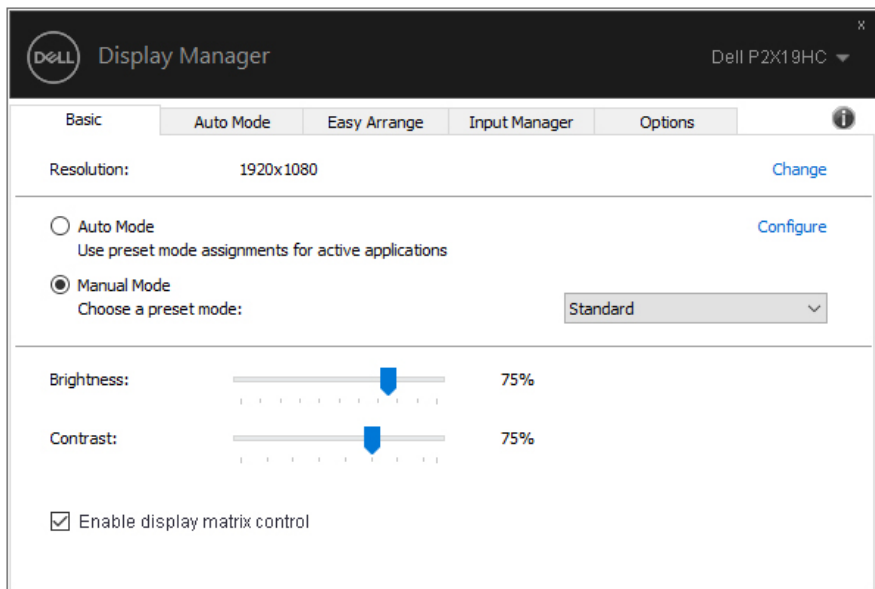 x
DELL Display Manager Dell P2X19HC
Basic Auto Mode Easy Arrange Input Manager Options i
Resolution: 1920x1080 Change
Auto Mode Configure
Use preset mode assignments for active applications
Manual Mode
Choose a preset mode: Standard
Brightness: 75%
Contrast: 75%
Enable display matrix control